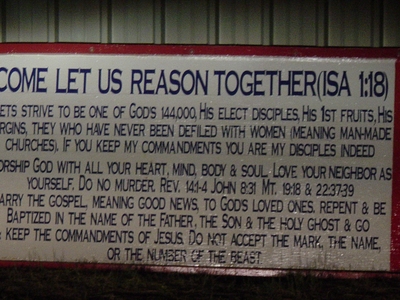 COME LET US REASON TOGETHER(ISA 1:18)
LETS STRIVE TO BE ONE OF GOD'S 144,000, HIS ELECT DISCIPLES, HIS 1ST FRUITS, HIS
VIRGINS, THEY WHO HAVE NEVER BEEN DEFILED WITH WOMEN (MEANING MAN-MADE
CHURCHES). IF YOU KEEP MY COMMANDMENTS YOU ARE MY DISCIPLES INDEED
WORSHIP GOD WITH ALL YOUR HEART, MIND, BODY & SOUL. LOVE YOUR NEIGHBOR AS
YOURSELF. DO NO MURDER. REV. 14:1-4 JOHN 8:31 MT. 19:18 & 22:37-39
CARRY THE GOSPEL, MEANING GOOD NEWS, TO GOD'S LOVED ONES, REPENT & BE
BAPTIZED IN THE NAME OF THE FATHER, THE SON & THE HOLY GHOST & GO
& KEEP THE COMMANDMENTS OF JESUS. DO NOT ACCEPT THE MARK, THE NAME,
OR THE NUMBER OF THE BEAST